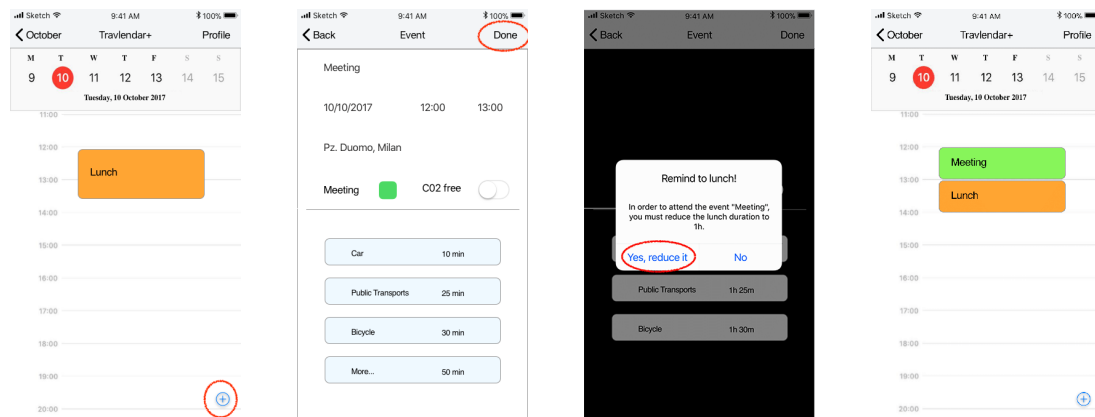 Sketch 9:41 AM 100%
October Travlendar+ Profile
M T W T F S S
9 10 11 12 13 14 15
Tuesday, 10 October 2017
11:00
12:00
Lunch
13:00
14:00
15:00
16:00
17:00
18:00
19:00
20:00
Sketch 9:41 AM 100%
Back Event Done
Meeting
10/10/2017 12:00 13:00
Pz. Duomo, Milan
Meeting C02 free
Car 10 min
Public Transports 25 min
Bicycle 30 min
More... 50 min
Sketch 9:41 AM 100%
Back Event Done
Remind to lunch!
In order to attend the event "Meeting",
you must reduce the lunch duration to
1h.
Yes, reduce it No
Public Transports 1h 25m
Bicycle 1h 30m
Sketch 9:41 AM 100%
October Travlendar+ Profile
M T W T F S S
9 10 11 12 13 14 15
Tuesday, 10 October 2017
11:00
12:00
Meeting
13:00
Lunch
14:00
15:00
16:00
17:00
18:00
19:00
20:00